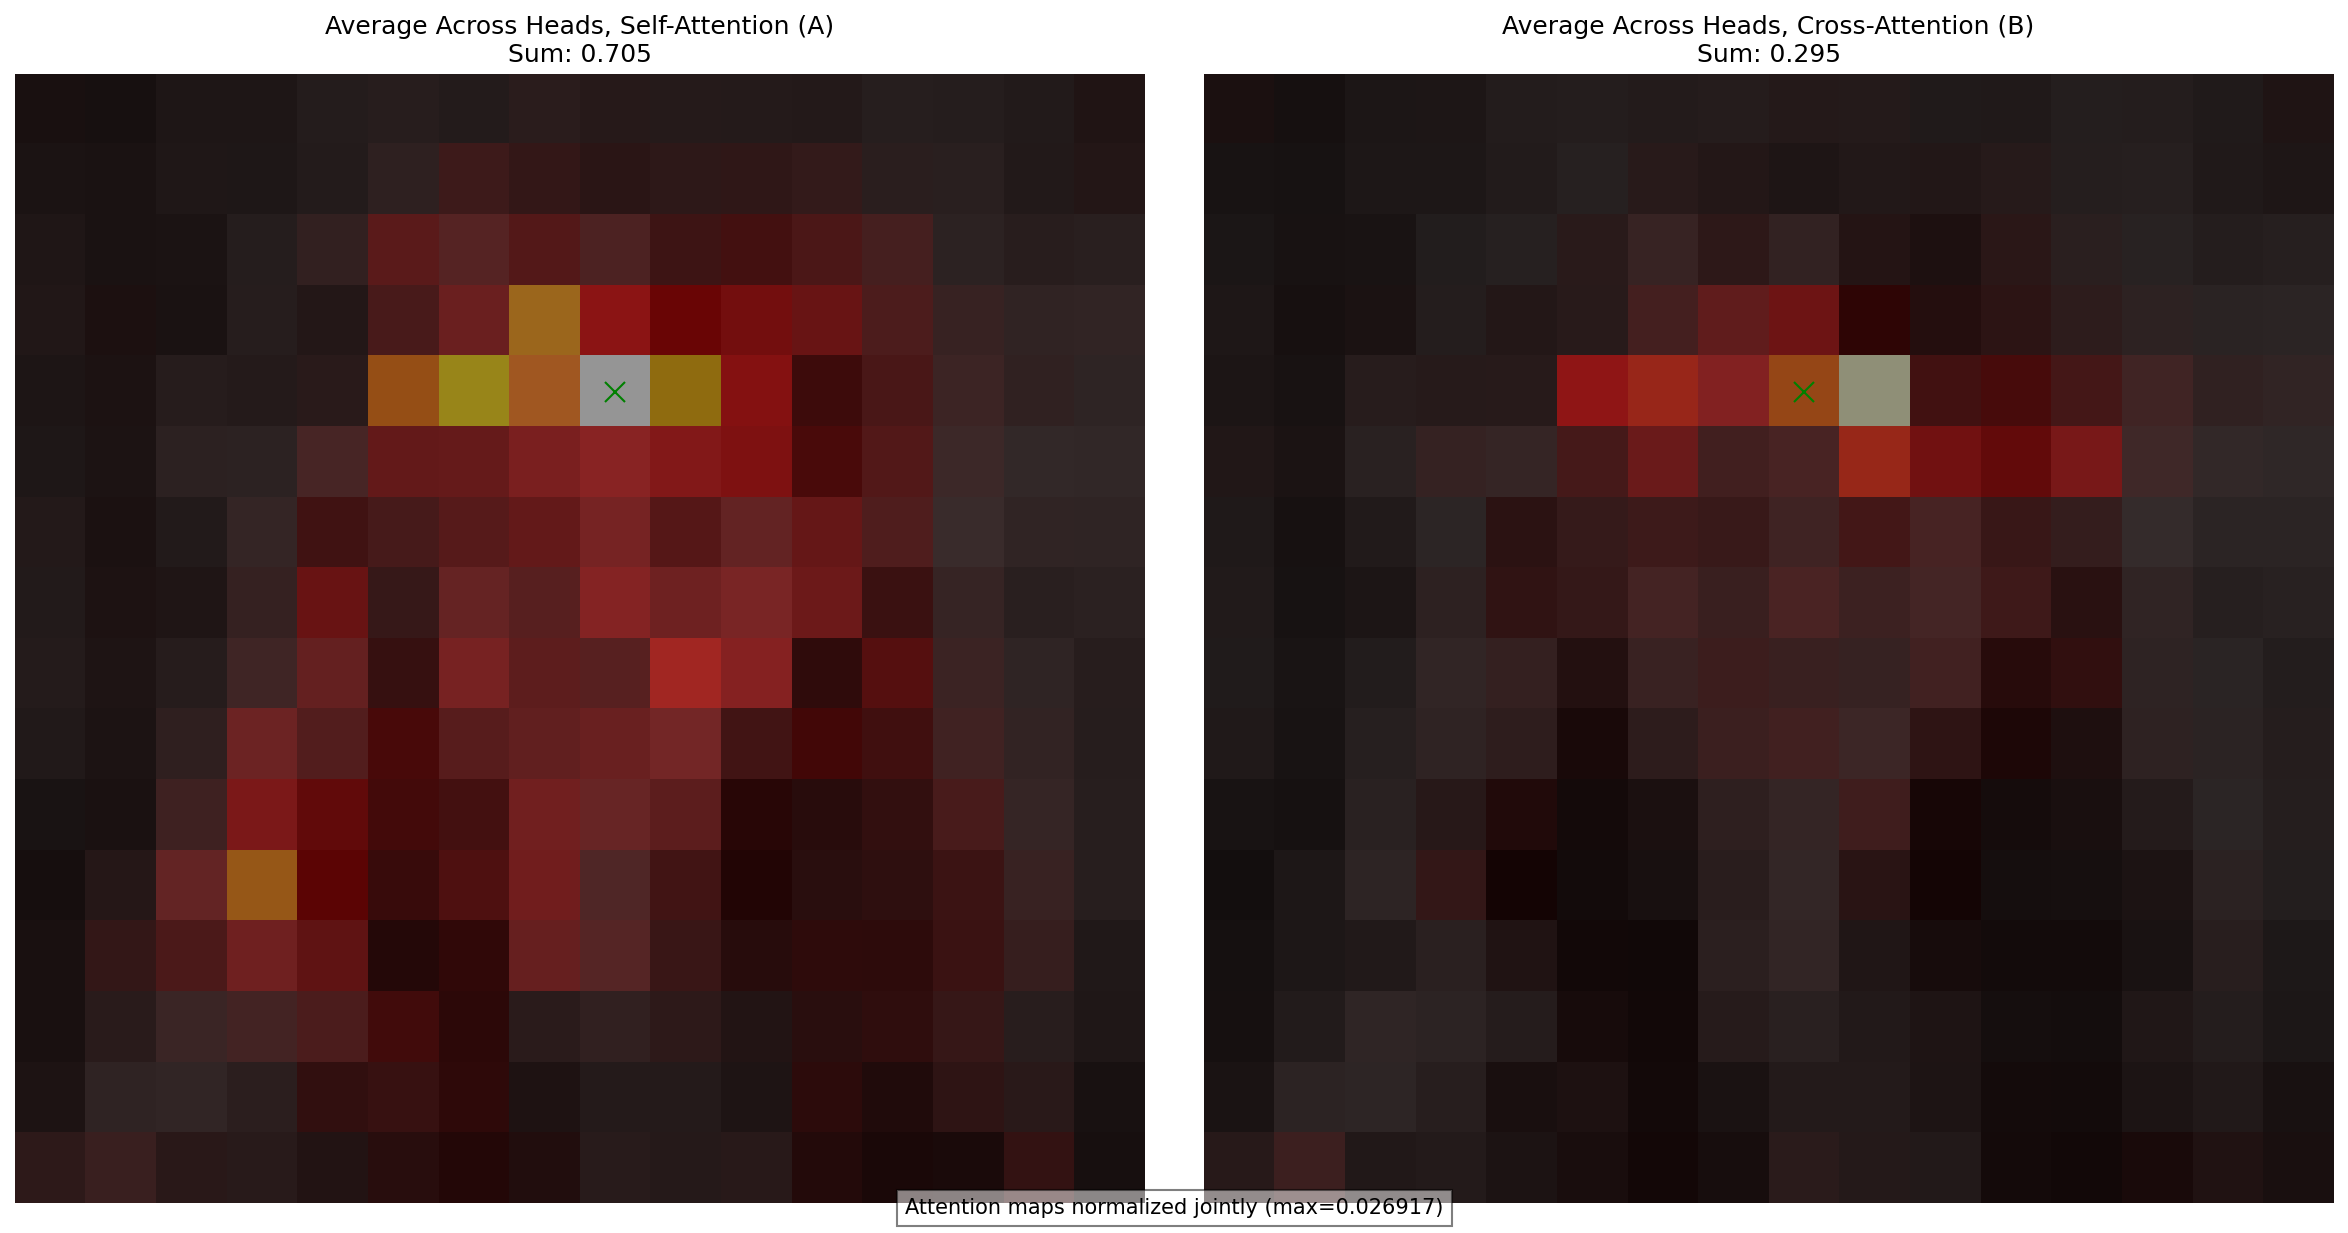 Average Across Heads, Self-Attention (A)
Sum: 0.705
Average Across Heads, Cross-Attention (B)
Sum: 0.295
Attention maps normalized jointly (max=0.026917)